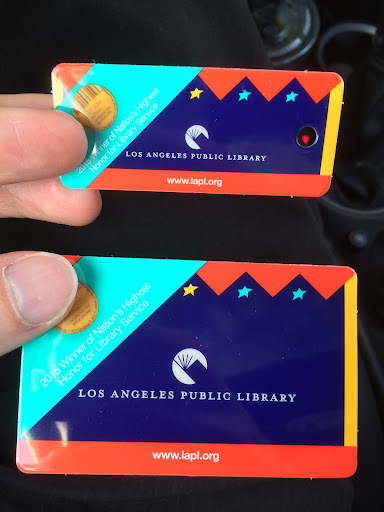 2015 Winner of Nation's Highest
Honor for Library Service
LOS ANGELES PUBLIC LIBRARY
www.lapl.org
2015 Winner of Nation's Highest
Honor for Library Service
LOS ANGELES PUBLIC LIBRARY
www.lapl.org